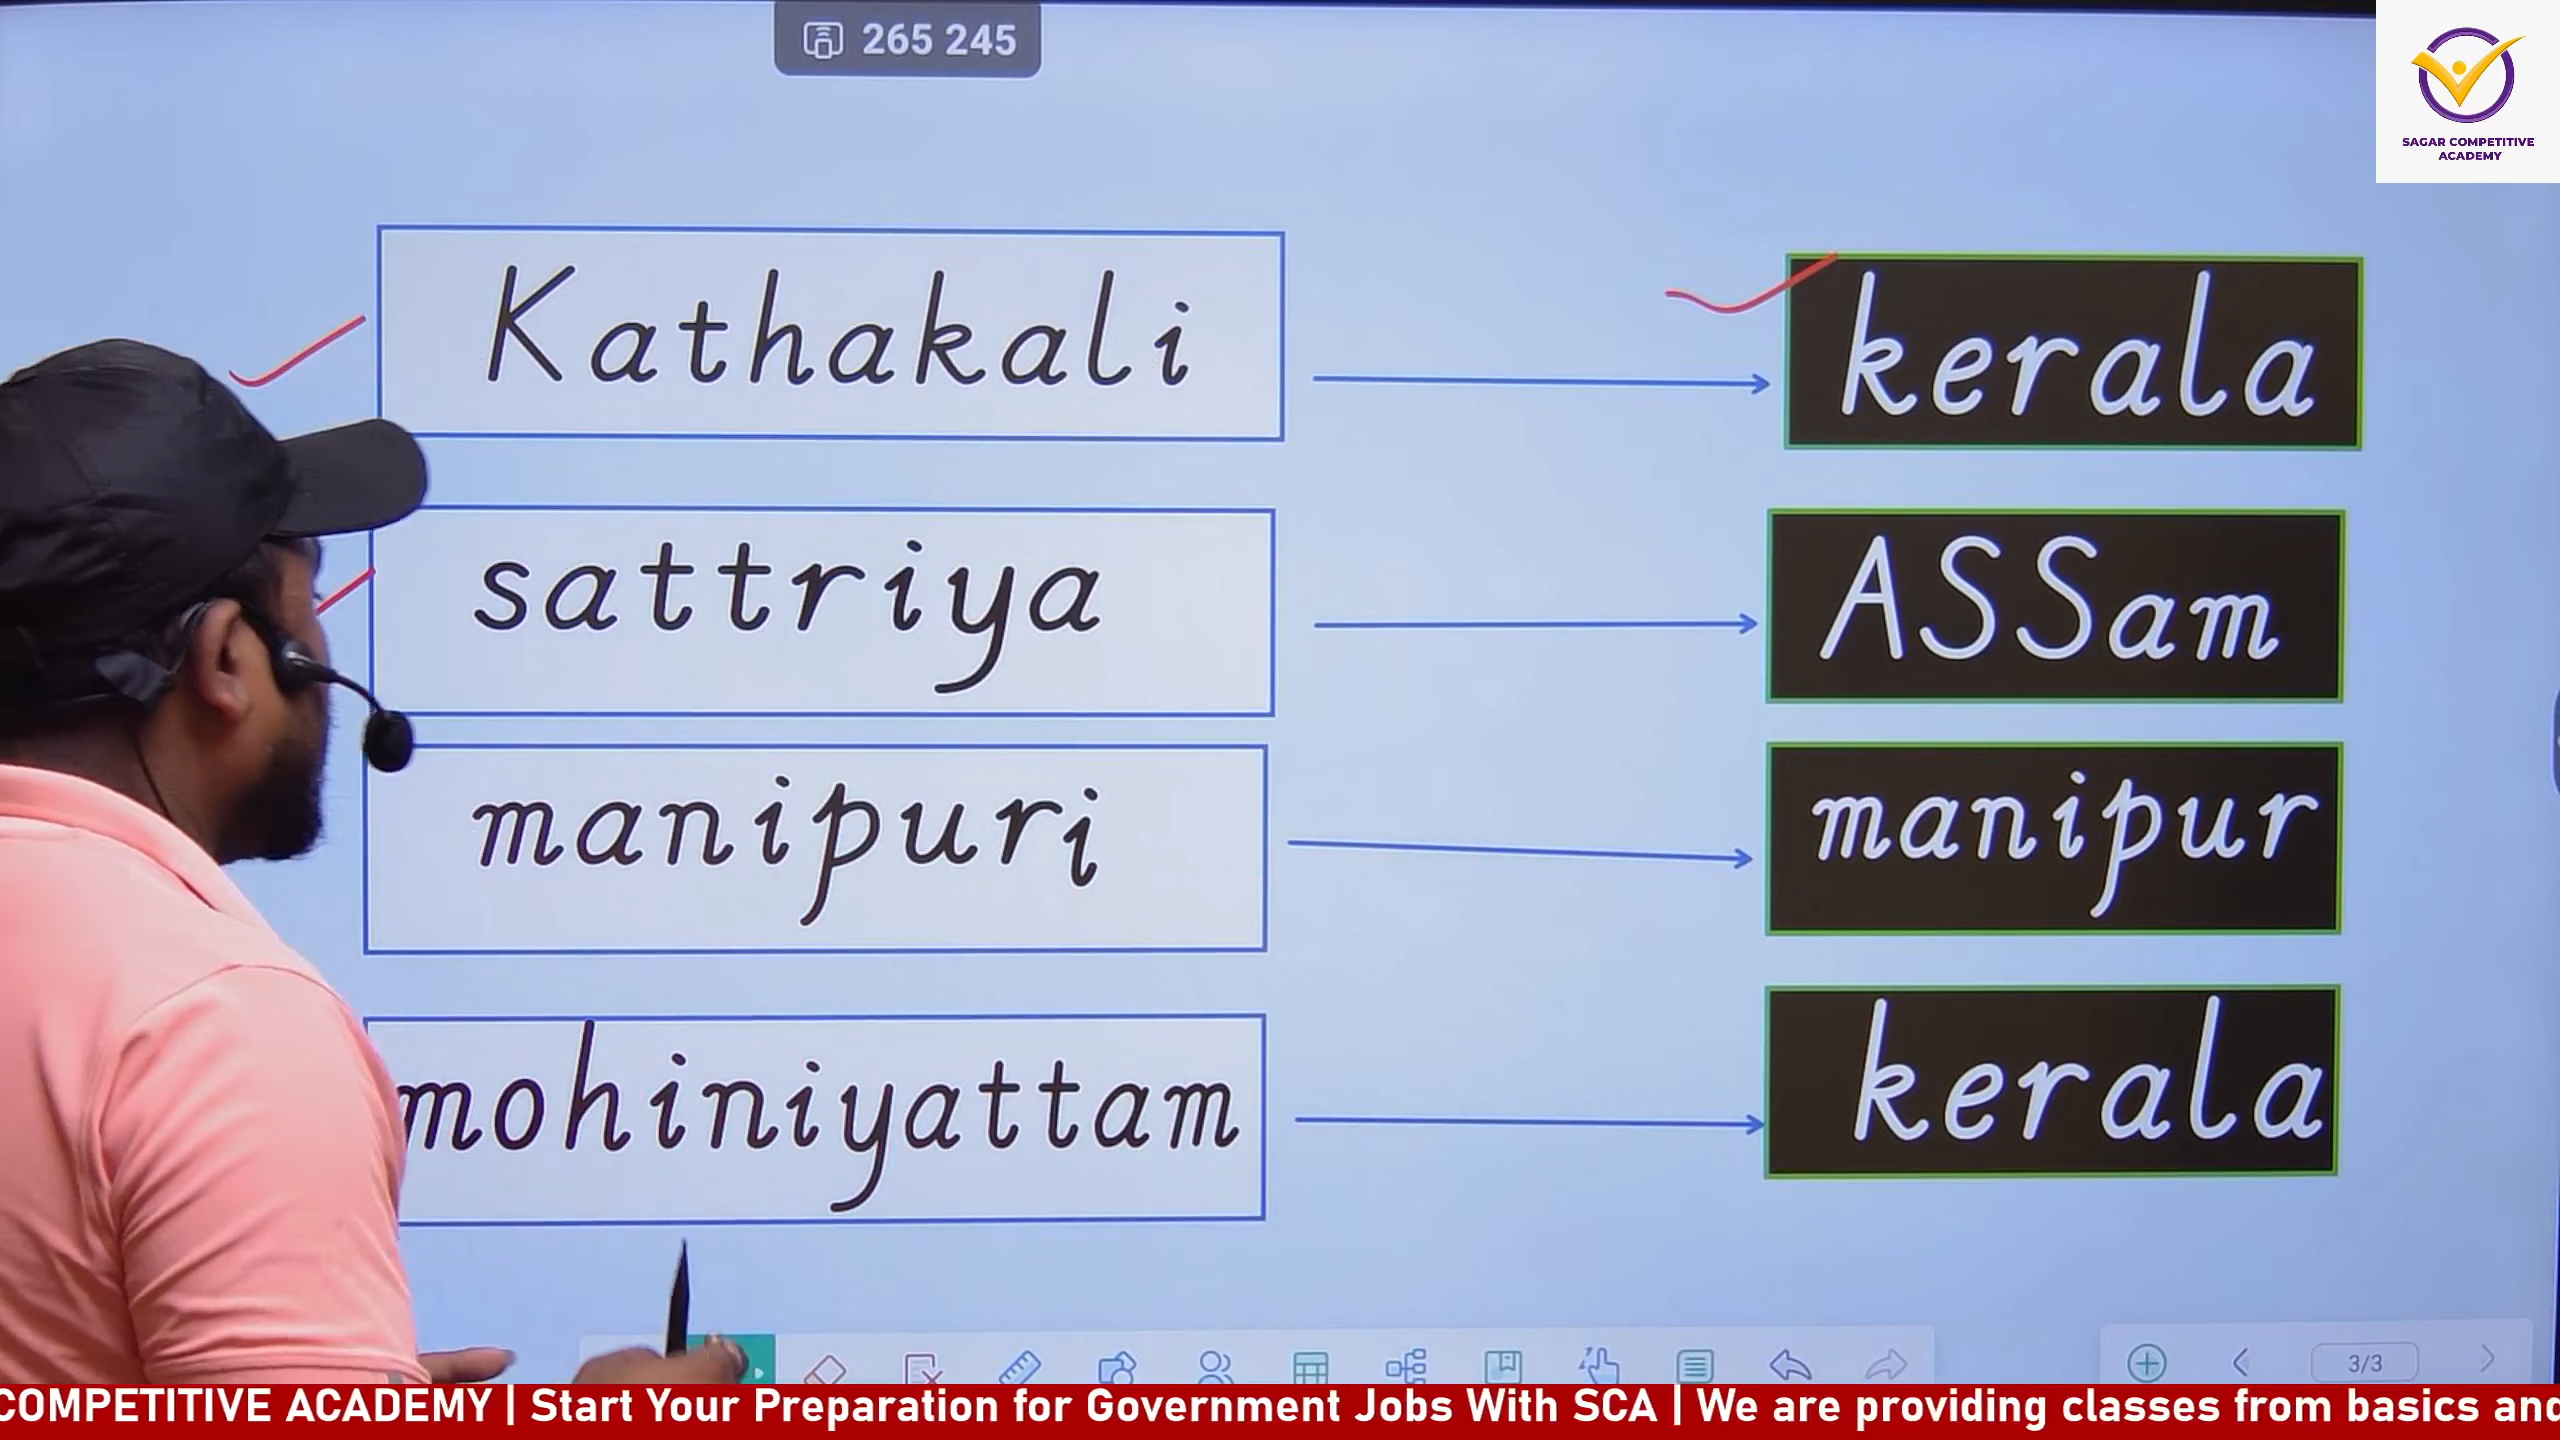 265 245
SAGAR COMPETITIVE
ACADEMY
Kathakali
kerala
sattriya
ASSam
manipuri
manipur
mohiniyattam
kerala
3/3
COMPETITIVE ACADEMY | Start Your Preparation for Government Jobs With SCA | We are providing classes from basics and